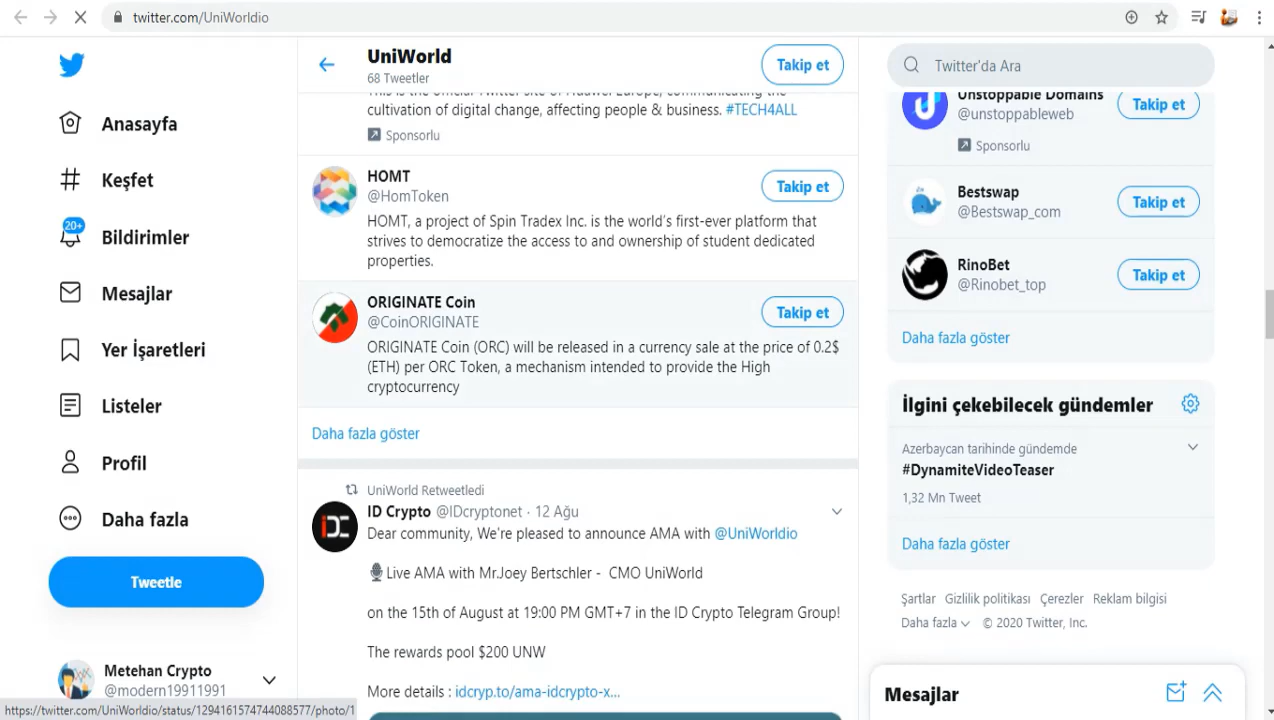 twitter.com/UniWorldio
UniWorld
68 Tweetler
Takip et
Twitter'da Ara
Anasayfa
Keşfet
20+
Bildirimler
Mesajlar
Yer İşaretleri
Listeler
Profil
Daha fazla
Tweetle
Metehan Crypto
@modern19911991
This is the official Twitter site of Huawei Europe, communicating the
cultivation of digital change, affecting people & business. #TECH4ALL
Sponsorlu
HOMT
@HomToken
Takip et
HOMT, a project of Spin Tradex Inc. is the world's first-ever platform that
strives to democratize the access to and ownership of student dedicated
properties.
ORIGINATE Coin
@CoinORIGINATE
Takip et
ORIGINATE Coin (ORC) will be released in a currency sale at the price of 0.2$
(ETH) per ORC Token, a mechanism intended to provide the High
cryptocurrency
Daha fazla göster
UniWorld Retweetledi
ID Crypto @IDcryptonet · 12 Ağu
Dear community, We're pleased to announce AMA with @UniWorldio
Live AMA with Mr.Joey Bertschler - CMO UniWorld
on the 15th of August at 19:00 PM GMT+7 in the ID Crypto Telegram Group!
The rewards pool $200 UNW
More details : idcryp.to/ama-idcrypto-x...
Unstoppable Domains
@unstoppableweb
Takip et
Sponsorlu
Bestswap
@Bestswap_com
Takip et
RinoBet
@Rinobet_top
Takip et
Daha fazla göster
İlgini çekebilecek gündemler
Azerbaycan tarihinde gündemde
#DynamiteVideoTeaser
1,32 Mn Tweet
Daha fazla göster
Şartlar Gizlilik politikası Çerezler Reklam bilgisi
Daha fazla © 2020 Twitter, Inc.
Mesajlar
https://twitter.com/UniWorldio/status/1294161574744088577/photo/1